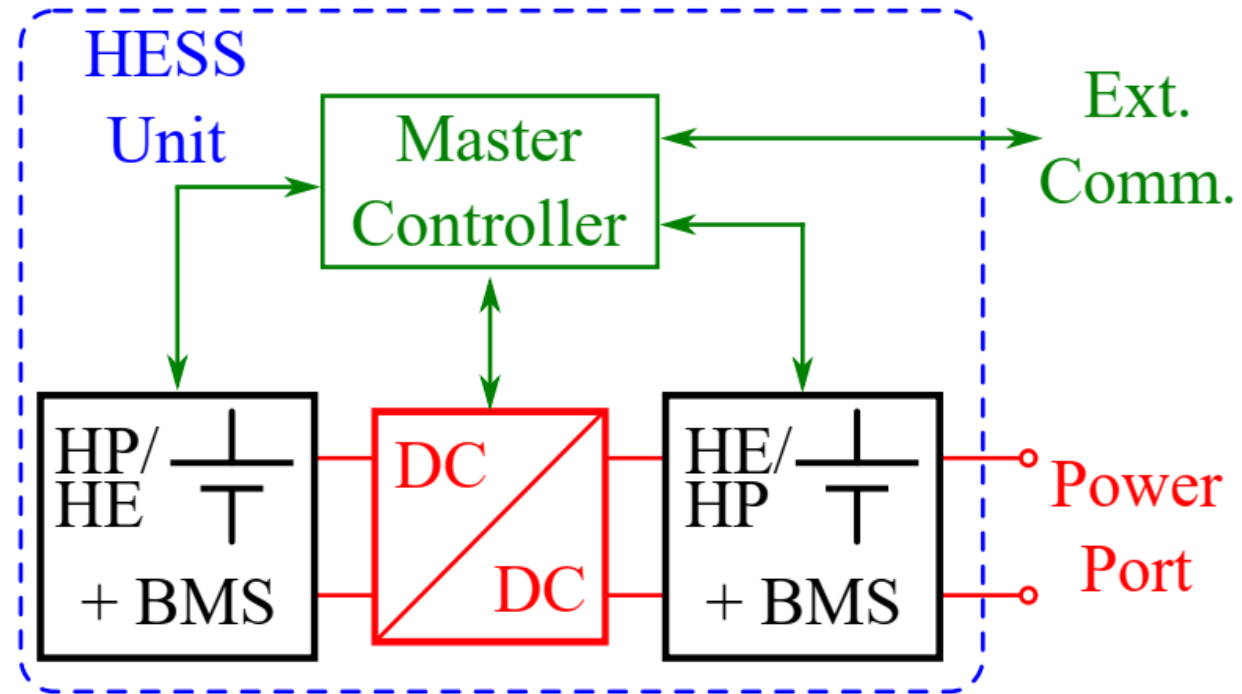 HESS
Unit
Master
Controller
Ext.
Comm.
HP/
HE
+ BMS
DC
DC
HE/
HP
+ BMS
Power
Port